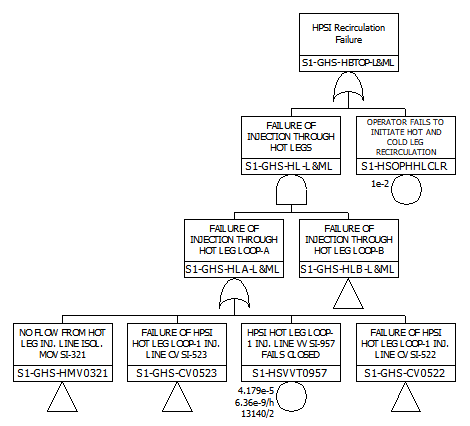 HPSI Recirculation
Failure
S1-GHS-HBTOP-L&ML
FAILURE OF
INJECTION THROUGH
HOT LEGS
S1-GHS-HL-L&ML
OPERATOR FAILS TO
INITIATE HOT AND
COLD LEG
RECIRCULATION
S1-HSOPHHLCLR
1e-2
FAILURE OF
INJECTION THROUGH
HOT LEG LOOP-A
S1-GHS-HLA-L&ML
FAILURE OF
INJECTION THROUGH
HOT LEG LOOP-B
S1-GHS-HLB-L&ML
NO FLOW FROM HOT
LEG INJ. LINE ISCL.
MOV SI-321
S1-GHS-HMV0321
FAILURE OF HPSI
HOT LEG LOOP-1 INJ.
LINE CV SI-523
S1-GHS-CV0523
HPSI HOT LEG LOOP-
1 INJ. LINE VV SI-957
FAILS CLOSED
S1-HSVVT0957
4.179e-5
6.36e-9/h
13140/2
FAILURE OF HPSI
HOT LEG LOOP-1 INJ.
LINE CV SI-522
S1-GHS-CV0522